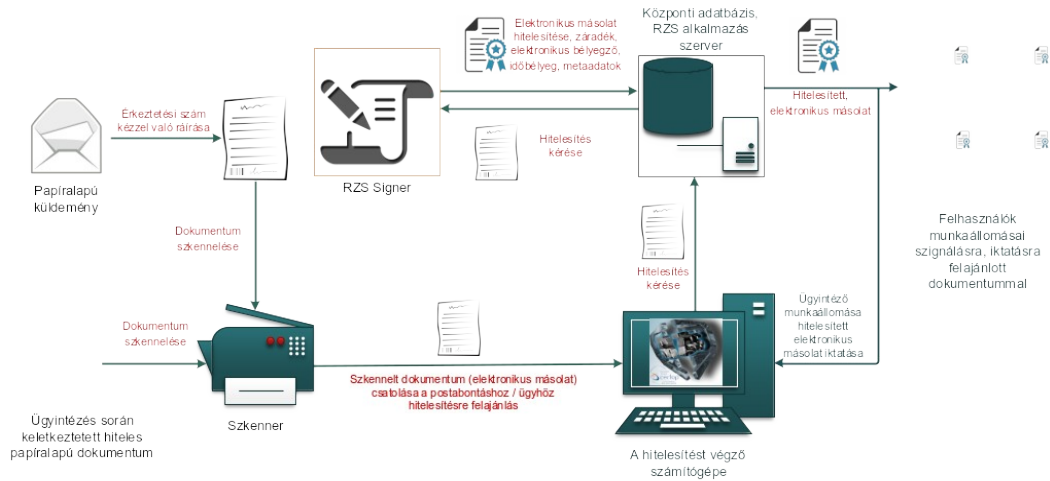 Elektronikus másolat
hitelesítése, záradék,
elektronikus bélyegző,
időbélyeg, metaadatok
Központi adatbázis,
RZS alkalmazás
szerver
Érkeztetési szám
kézzel való ráírása
Papíralapú
küldemény
RZS Signer
Hitelesítés
kérése
Hitelesített,
elektronikus másolat
Dokumentum
szkennelése
Hitelesítés
kérése
Felhasználók
munkaállomásai
szignálásra, iktatásra
felajánlott
dokumentummal
Dokumentum
szkennelése
Ügyintéző
munkaállomása
hitelesített
elektronikus
másolat iktatása
Szkennelt dokumentum (elektronikus másolat)
csatolása a postabontáshoz / ügyhöz
hitelesítésre felajánlás
Ügyintézés során
keletkeztetett hiteles
papíralapú dokumentum
Szkenner
A hitelesítést végző
számítógépe